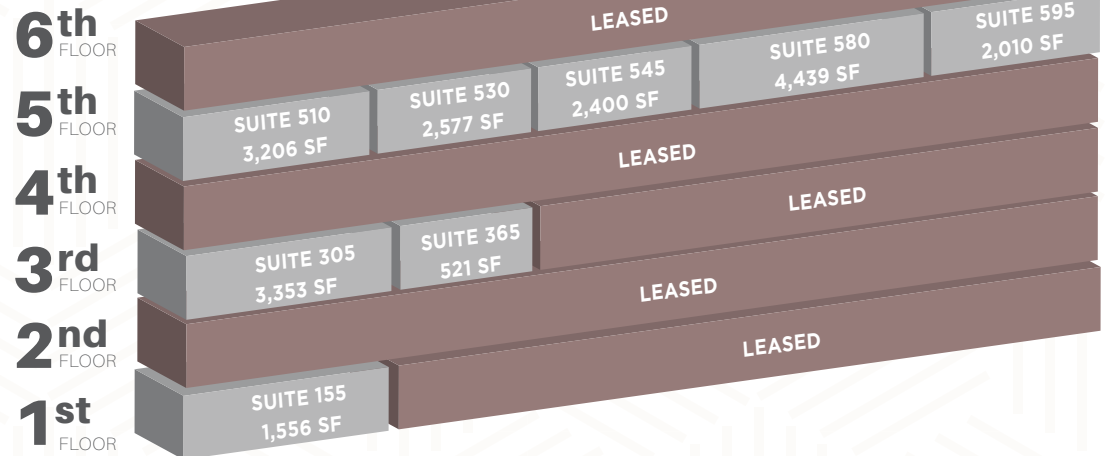 6th
FLOOR
LEASED
5th
FLOOR
SUITE 510
3,206 SF
SUITE 530
2,577 SF
SUITE 545
2,400 SF
SUITE 580
4,439 SF
SUITE 595
2,010 SF
4th
FLOOR
LEASED
3rd
FLOOR
SUITE 305
3,353 SF
SUITE 365
521 SF
LEASED
2nd
FLOOR
LEASED
1st
FLOOR
SUITE 155
1,556 SF
LEASED